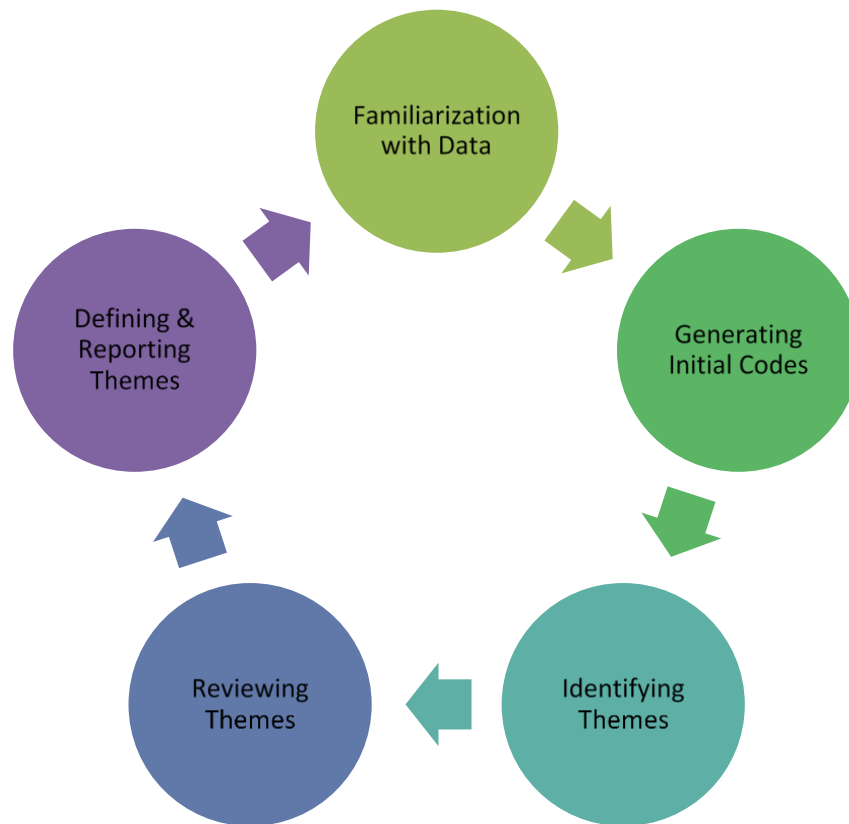 Familiarization
with Data
Generating
Initial Codes
Identifying
Themes
Reviewing
Themes
Defining &
Reporting
Themes